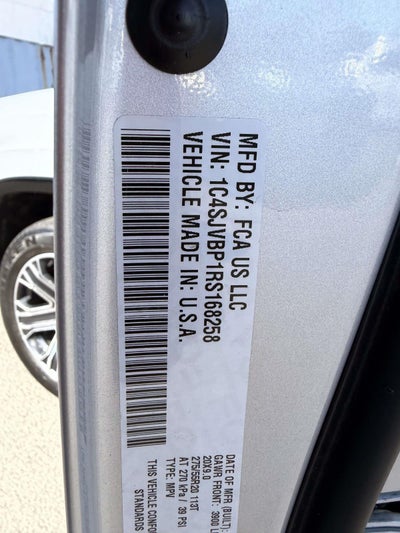 MFD BY: FCA US LLC
VIN: 1C4SJVBP1RS168258
VEHICLE MADE IN: U.S.A.
DATE OF MFR (BUILT):
GAWR FRONT: 3900 L
20X9.0
275/55R20 113T
AT 270 kPa / 39 PSI
TYPE: MPV
THIS VEHICLE CONFO
STANDARDS